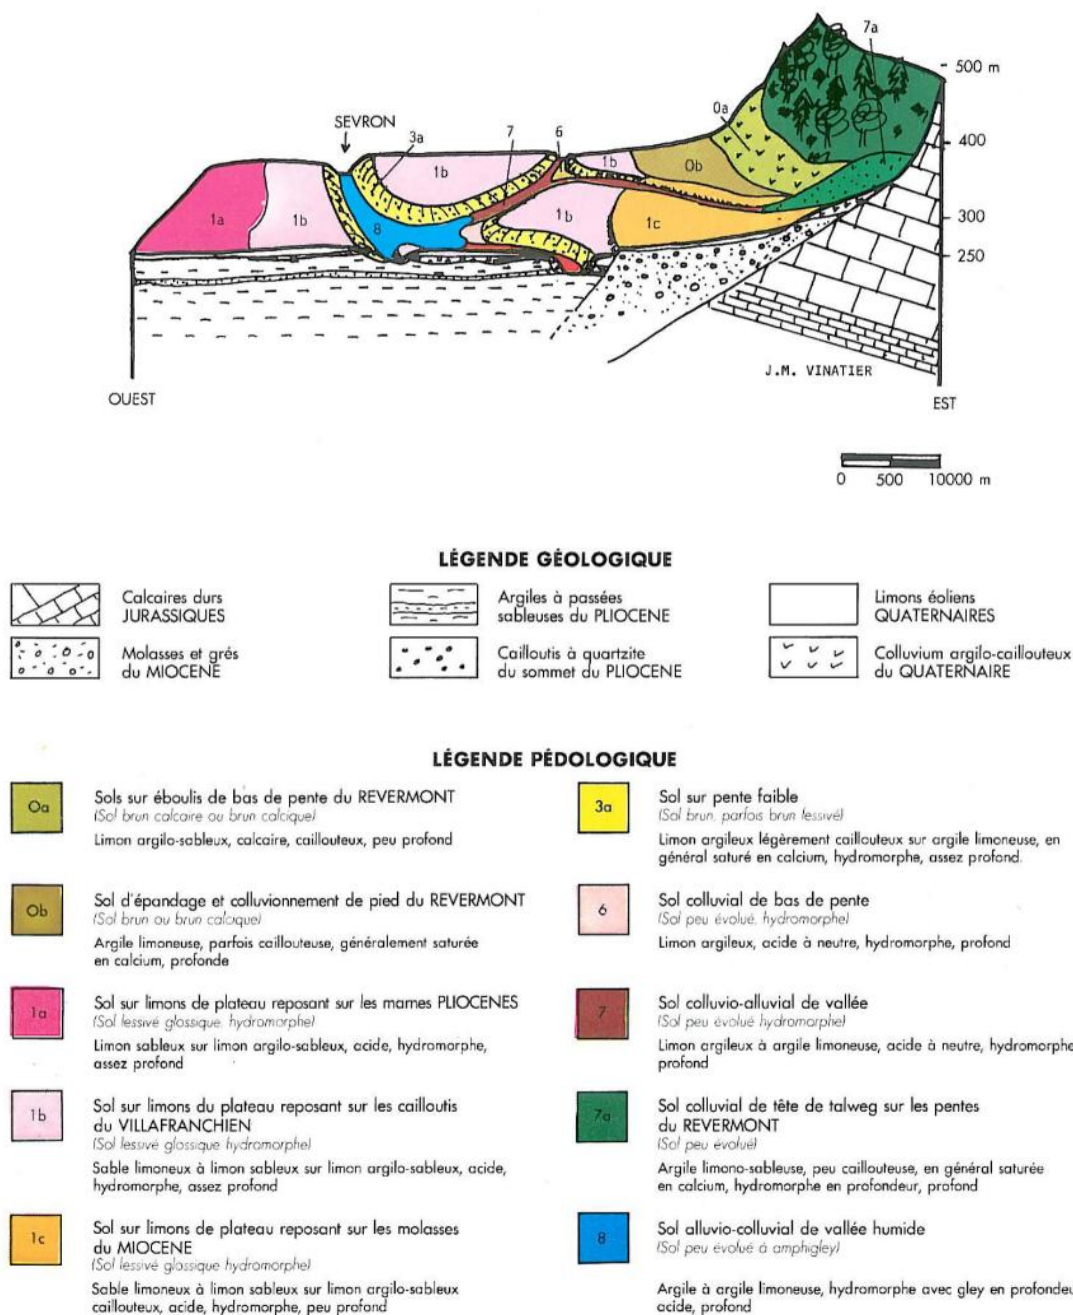 7a
500 m
0a
SEVRON
3a
7
6
400
1b
1b
0b
1a
1b
8
1b
1c
300
250
J.M. VINATIER
OUEST
EST
0 500 10000 m
LÉGENDE GÉOLOGIQUE
Calcaires durs
JURASSIQUES
Argiles à passées
sableuses du PLIOCENE
Limons éoliens
QUATERNAIRES
Molasses et grés
du MIOCENE
Cailloutis à quartzite
du sommet du PLIOCENE
Colluvium argilo-caillouteux
du QUATERNAIRE
LÉGENDE PÉDOLOGIQUE
Oa
Sols sur éboulis de bas de pente du REVERMONT
(Sol brun calcaire ou brun calcique)
Limon argilo-sableux, calcaire, caillouteux, peu profond
Ob
Sol d'épandage et colluvionnement de pied du REVERMONT
(Sol brun ou brun calcique)
Argile limoneuse, parfois caillouteuse, généralement saturée
en calcium, profonde
1a
Sol sur limons de plateau reposant sur les marnes PLIOCENES
(Sol lessivé glossique, hydromorphe)
Limon sableux sur limon argilo-sableux, acide, hydromorphe,
assez profond
1b
Sol sur limons du plateau reposant sur les cailloutis
du VILLAFRANCHIEN
(Sol lessivé glossique hydromorphe)
Sable limoneux à limon sableux sur limon argilo-sableux, acide,
hydromorphe, assez profond
1c
Sol sur limons de plateau reposant sur les molasses
du MIOCENE
(Sol lessivé glossique hydromorphe)
Sable limoneux à limon sableux sur limon argilo-sableux
caillouteux, acide, hydromorphe, peu profond
3a
Sol sur pente faible
(Sol brun, parfois brun lessivé)
Limon argileux légèrement caillouteux sur argile limoneuse, en
général saturé en calcium, hydromorphe, assez profond.
6
Sol colluvial de bas de pente
(Sol peu évolué, hydromorphe)
Limon argileux, acide à neutre, hydromorphe, profond
7
Sol colluvio-alluvial de vallée
(Sol peu évolué hydromorphe)
Limon argileux à argile limoneuse, acide à neutre, hydromorphe
profond
7a
Sol colluvial de tête de talweg sur les pentes
du REVERMONT
(Sol peu évolué)
Argile limono-sableuse, peu caillouteuse, en général saturée
en calcium, hydromorphe en profondeur, profond
8
Sol alluvio-colluvial de vallée humide
(Sol peu évolué à amphigley)
Argile à argile limoneuse, hydromorphe avec gley en profondeu
acide, profond